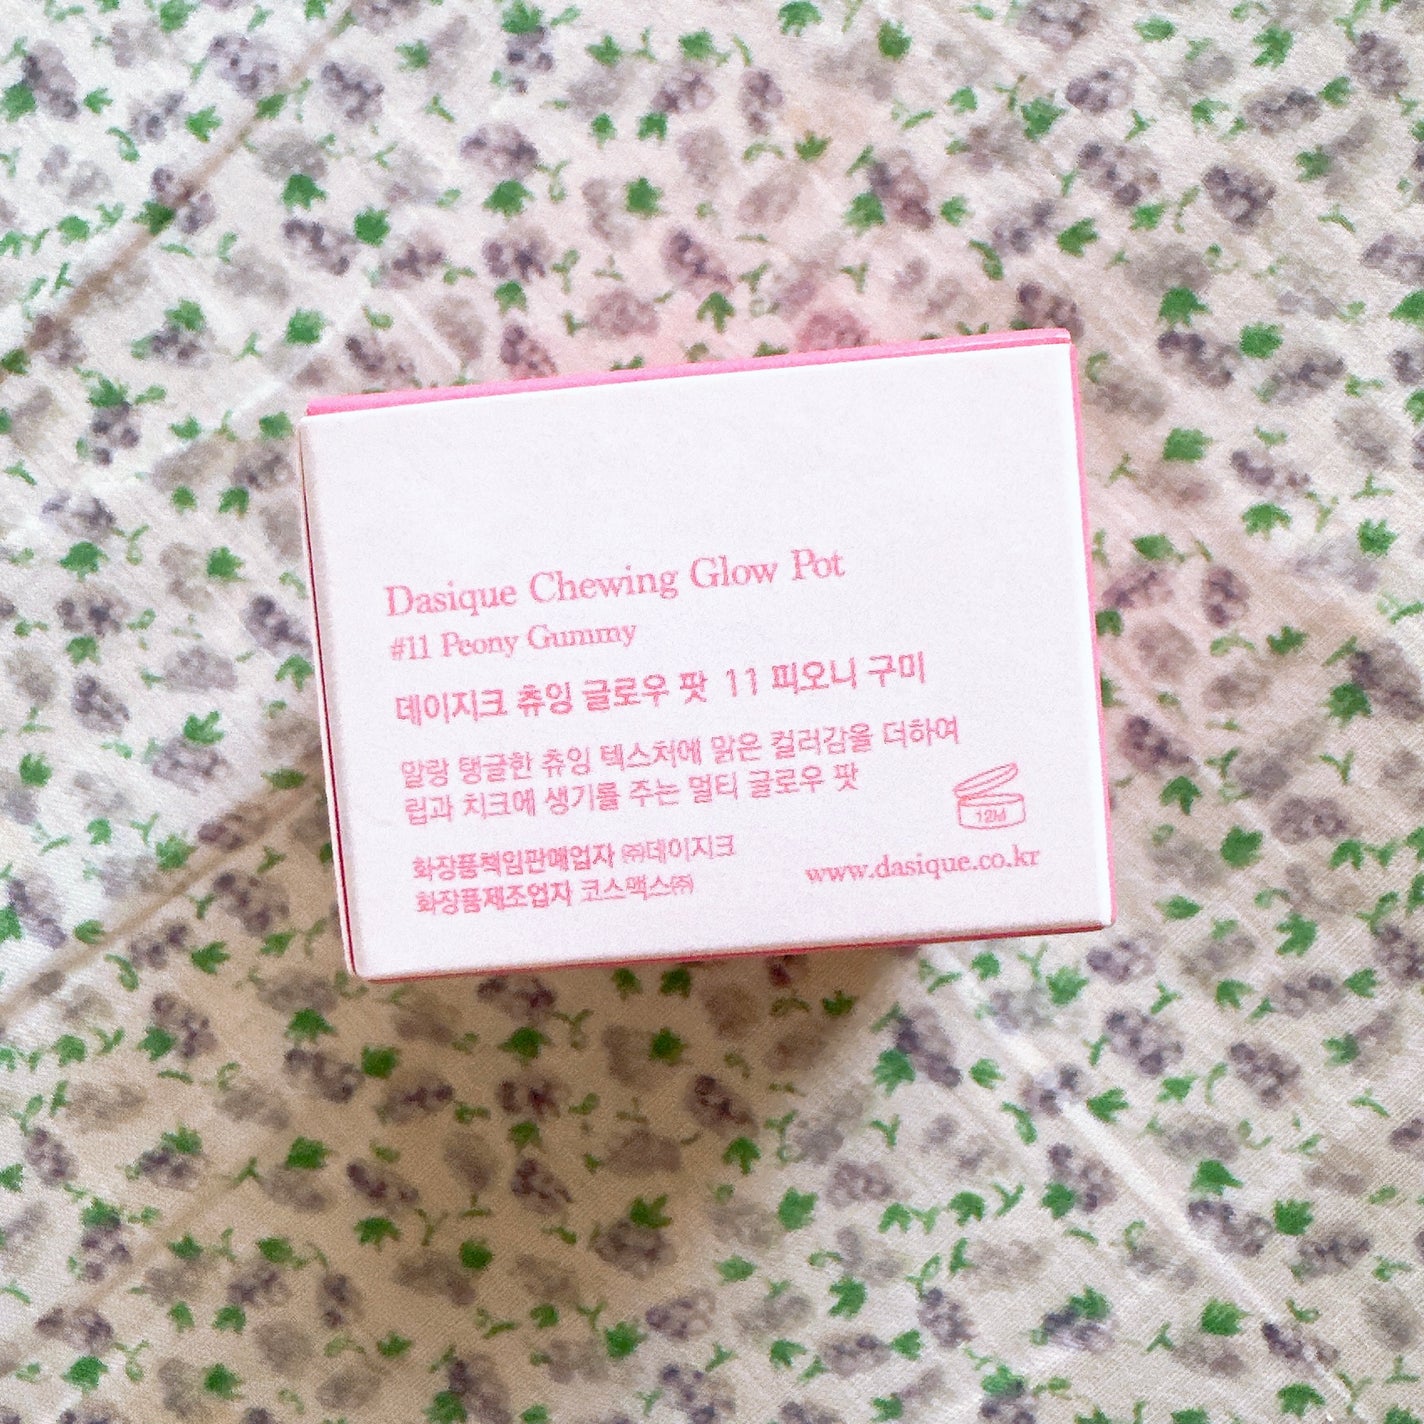 Dasique Chewing Glow Pot
#11 Peony Gummy
데이지크 츄잉 글로우 팟 11 피오니 구미
말랑 탱글한 츄잉 텍스처에 맑은 컬러감을 더하여
립과 치크에 생기를 주는 멀티 글로우 팟
12M
화장품책임판매업자 ㈜데이지크
화장품제조업자 코스맥스㈜
www.dasique.co.kr